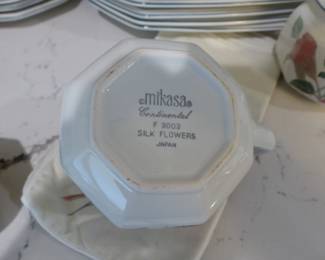 mikasa
Continental
F 3003
SILK FLOWERS
JAPAN